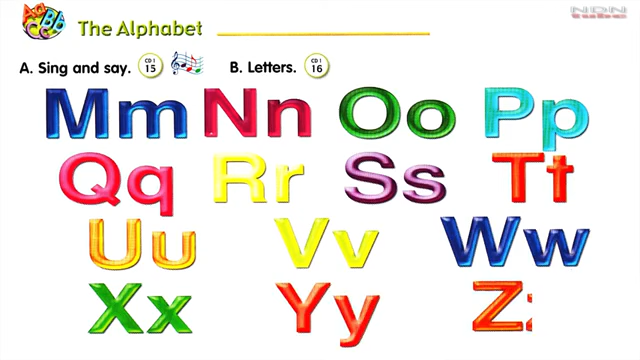 The Alphabet
A. Sing and say. CD 1 15 B. Letters. CD 1 16
Mm Nn Oo Pp
Qq Rr Ss Tt
Uu Vv Ww
Xx Yy Z